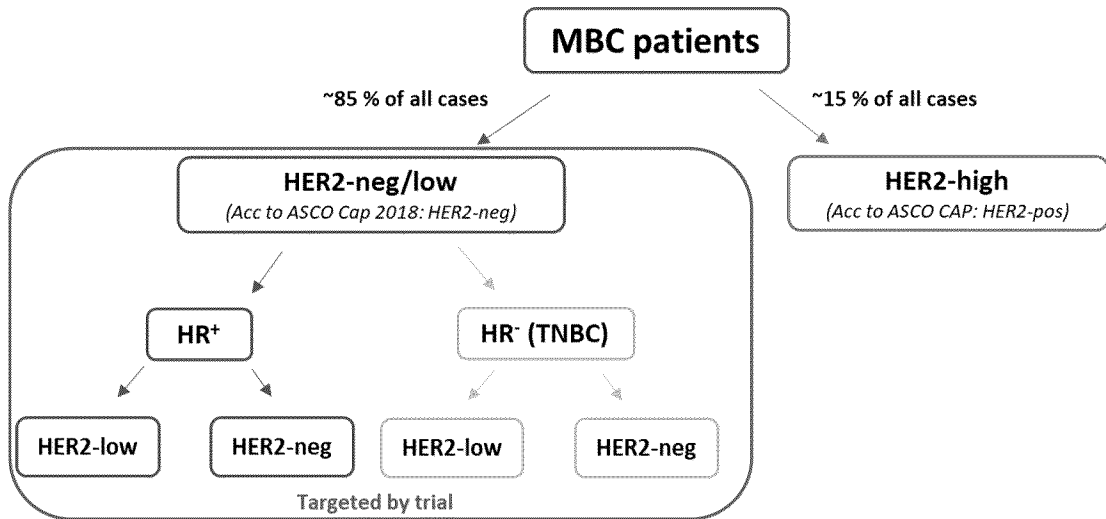 MBC patients
~85 % of all cases
~15 % of all cases
HER2-neg/low
(Acc to ASCO Cap 2018: HER2-neg)
HER2-high
(Acc to ASCO CAP: HER2-pos)
HR⁺
HR⁻ (TNBC)
HER2-low
HER2-neg
HER2-low
HER2-neg
Targeted by trial